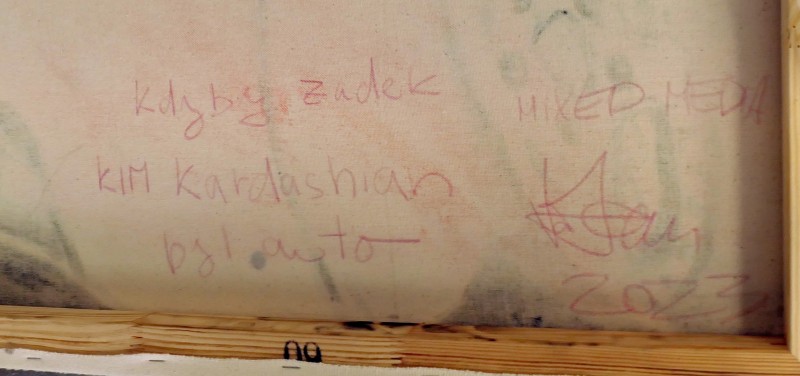 kdyby zadek
KIM Kardashian
byl auto
MIXED MEDIA
2023